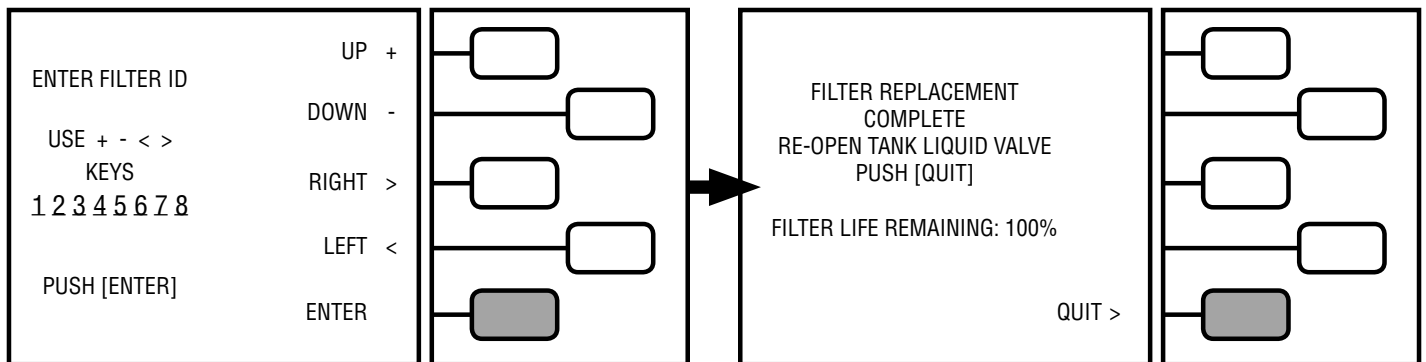 ENTER FILTER ID
USE + - < >
KEYS
1 2 3 4 5 6 7 8
PUSH [ENTER]
UP +
DOWN -
RIGHT >
LEFT <
ENTER
FILTER REPLACEMENT
COMPLETE
RE-OPEN TANK LIQUID VALVE
PUSH [QUIT]
FILTER LIFE REMAINING: 100%
QUIT >